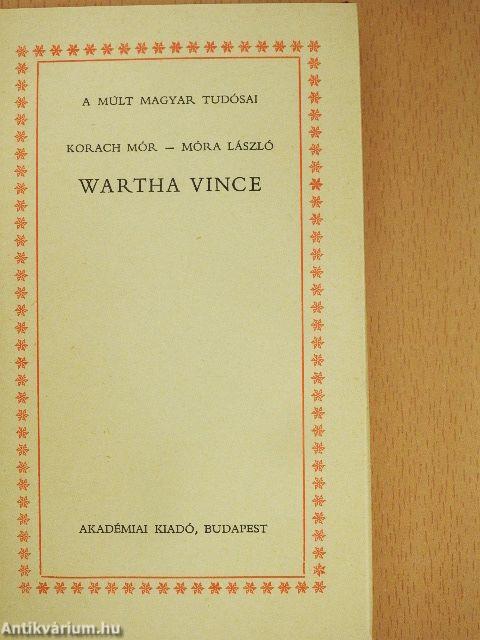 A MÚLT MAGYAR TUDÓSAI
KORACH MÓR — MÓRA LÁSZLÓ
WARTHA VINCE
AKADÉMIAI KIADÓ, BUDAPEST
Antikvárium.hu